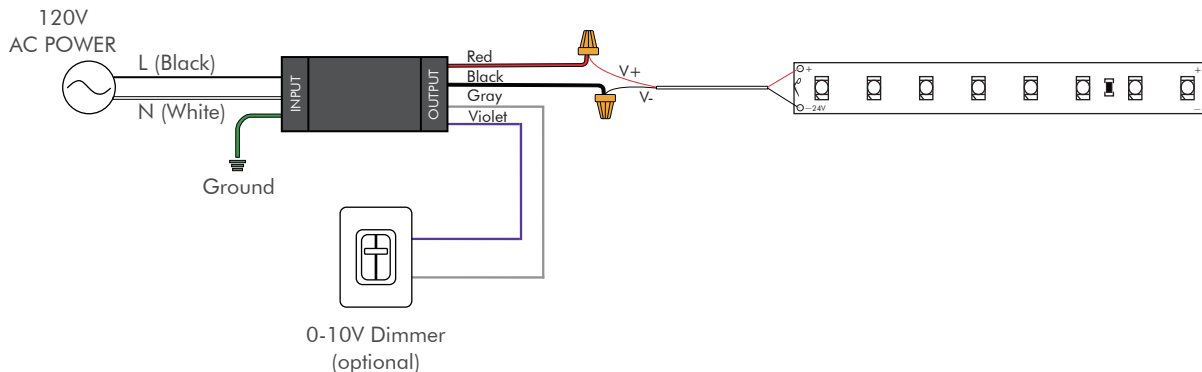 120V
AC POWER
L (Black)
N (White)
Ground
INPUT
OUTPUT
Red
Black
Gray
Violet
V+
V-
+
—24V
+
—
0-10V Dimmer
(optional)